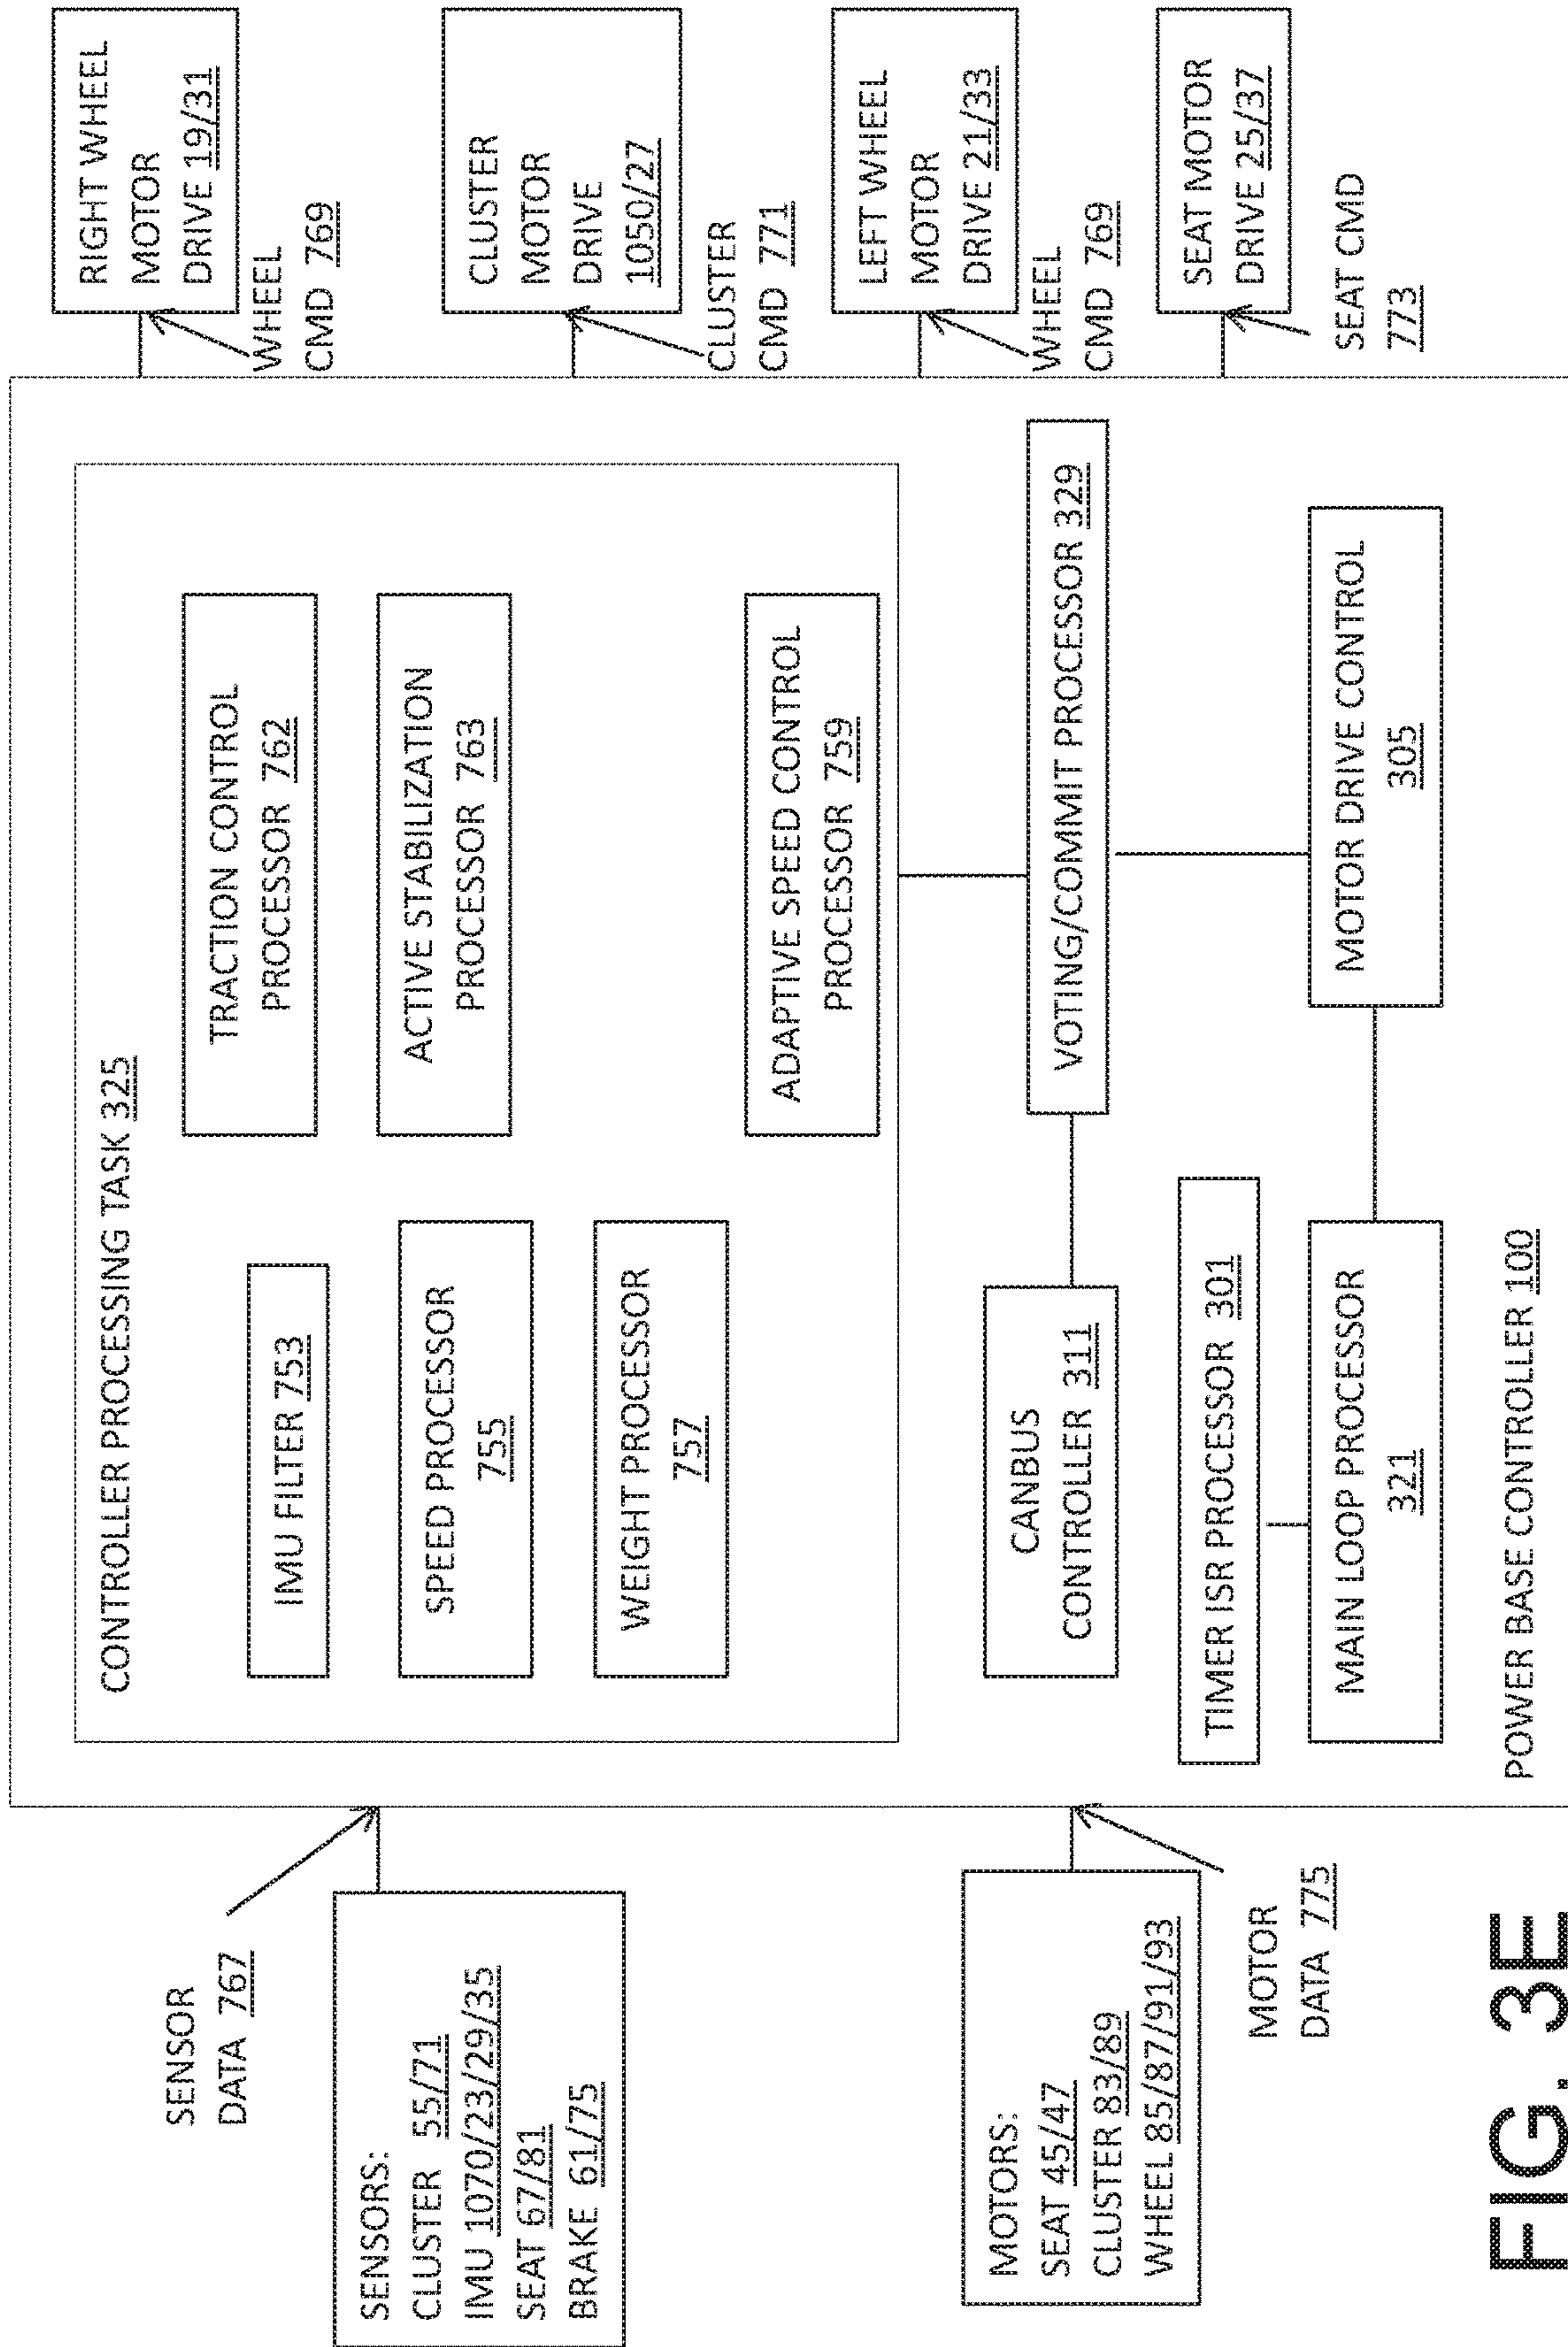 SENSOR
DATA 767
SENSORS:
CLUSTER 55/71
IMU 1070/23/29/35
SEAT 67/81
BRAKE 61/75
MOTORS:
SEAT 45/47
CLUSTER 83/89
WHEEL 85/87/91/93
MOTOR
DATA 775
CONTROLLER PROCESSING TASK 325
IMU FILTER 753
SPEED PROCESSOR
755
WEIGHT PROCESSOR
757
TRACTION CONTROL
PROCESSOR 762
ACTIVE STABILIZATION
PROCESSOR 763
ADAPTIVE SPEED CONTROL
PROCESSOR 759
CANBUS
CONTROLLER 311
VOTING/COMMIT PROCESSOR 329
TIMER ISR PROCESSOR 301
MAIN LOOP PROCESSOR
321
MOTOR DRIVE CONTROL
305
POWER BASE CONTROLLER 100
RIGHT WHEEL
MOTOR
DRIVE 19/31
WHEEL
CMD 769
CLUSTER
MOTOR
DRIVE
1050/27
CLUSTER
CMD 771
LEFT WHEEL
MOTOR
DRIVE 21/33
WHEEL
CMD 769
SEAT MOTOR
DRIVE 25/37
SEAT CMD
773
FIG. 3E